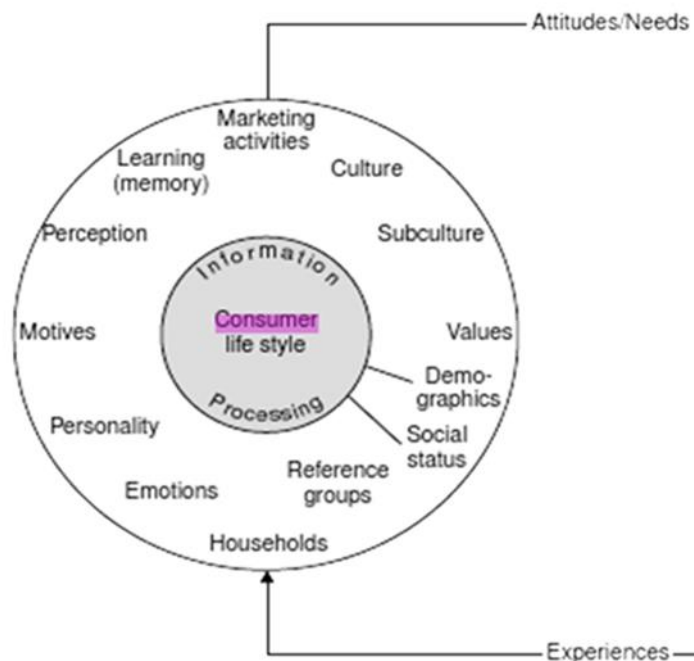 Attitudes/Needs
Marketing
activities
Learning
(memory)
Culture
Perception
Subculture
Information
Consumer
life style
Processing
Motives
Values
Demo-
graphics
Personality
Social
status
Reference
groups
Emotions
Households
Experiences